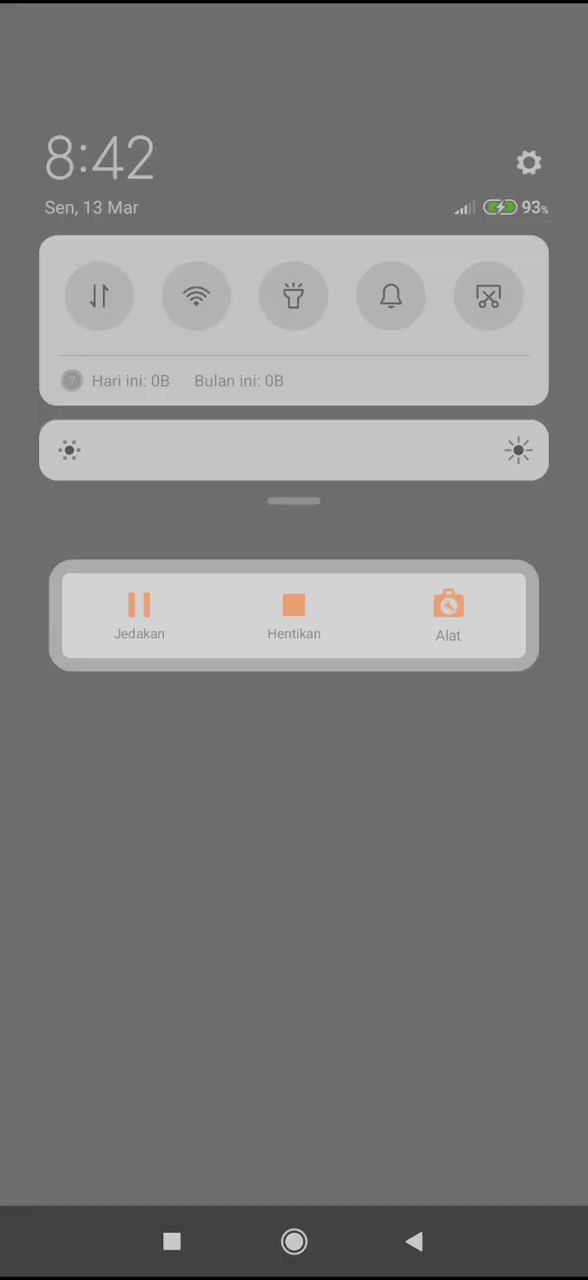 8:42
Sen, 13 Mar
93%
Hari ini: 0B Bulan ini: 0B
Jedakan
Hentikan
Alat